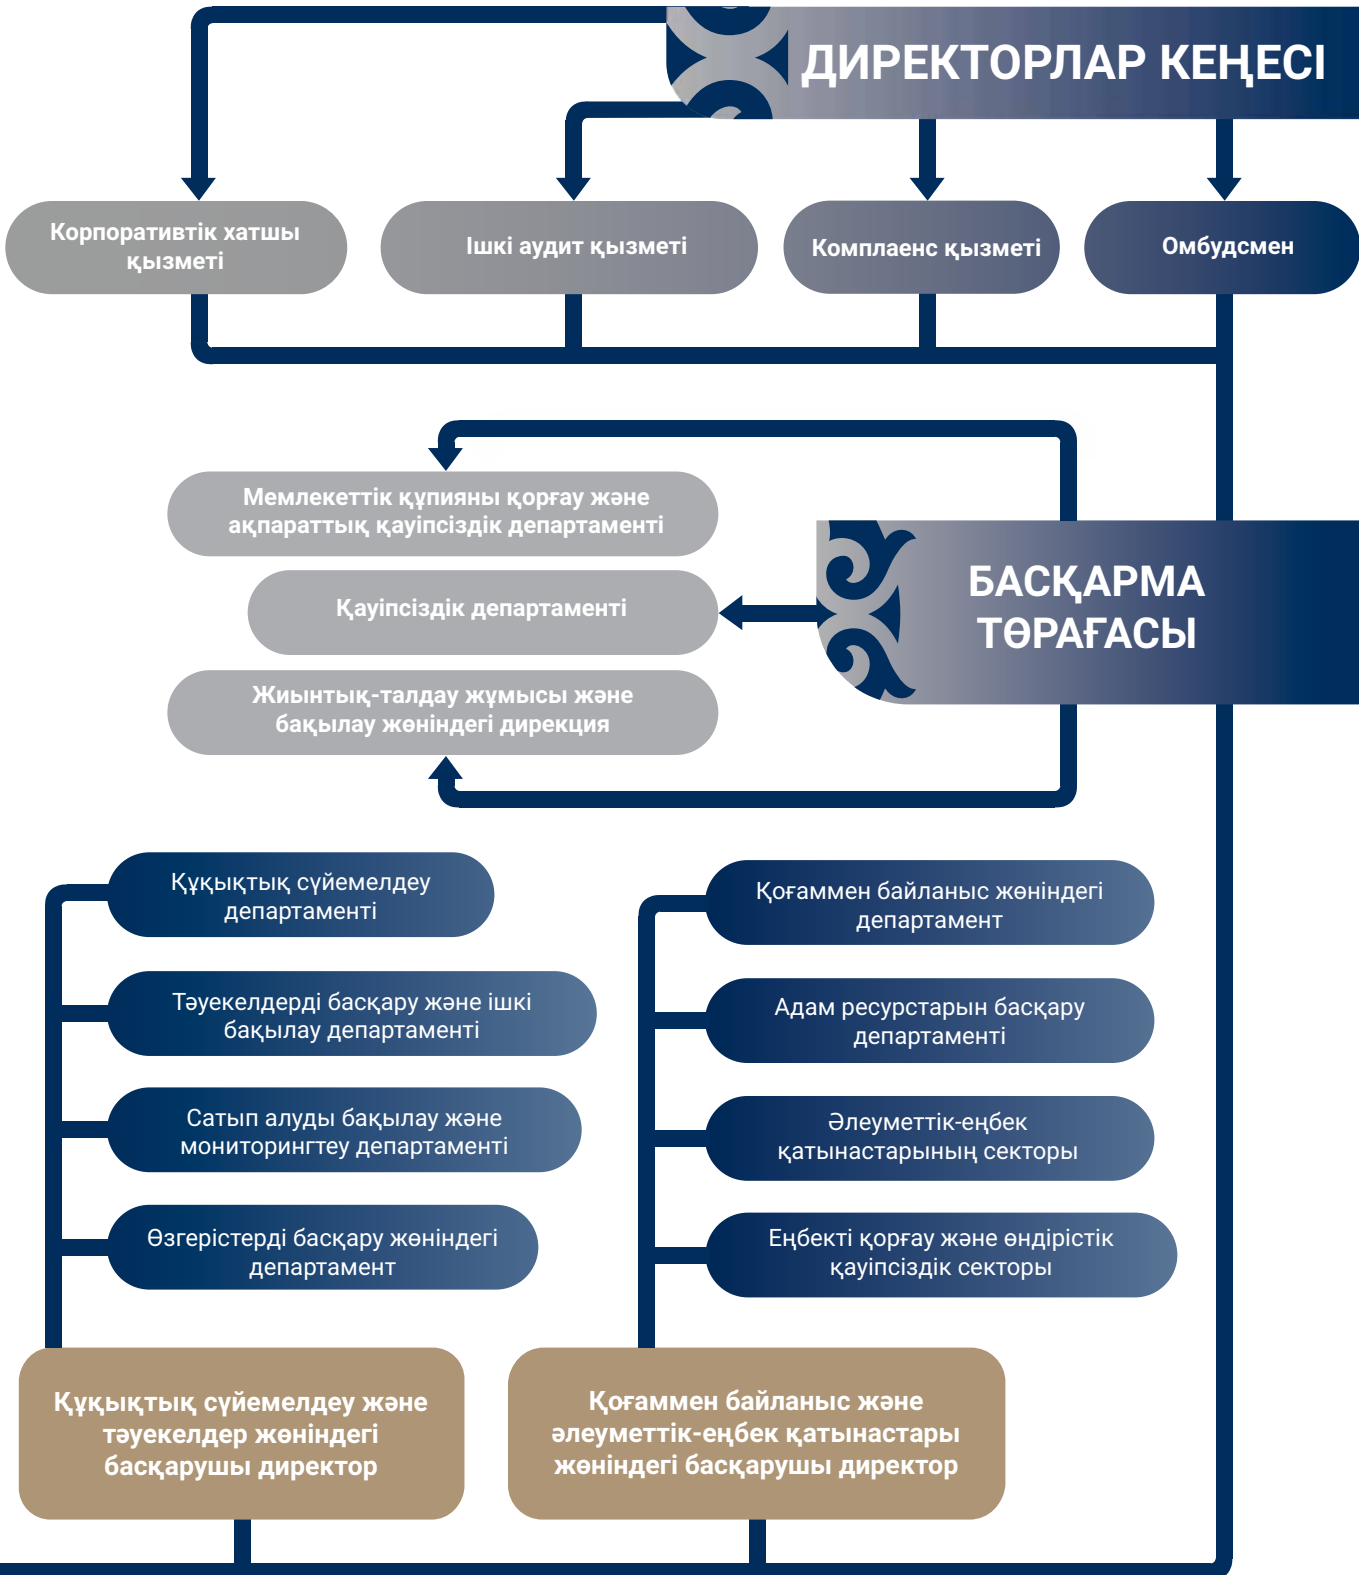 ДИРЕКТОРЛАР КЕҢЕСІ
Корпоративтік хатшы
қызметі
Ішкі аудит қызметі
Комплаенс қызметі
Омбудсмен
Мемлекеттік құпияны қорғау және
ақпараттық қауіпсіздік департаменті
Қауіпсіздік департаменті
Жиынтық-талдау жұмысы және
бақылау жөніндегі дирекция
БАСҚАРМА
ТӨРАҒАСЫ
Құқықтық сүйемелдеу
департаменті
Тәуекелдерді басқару және ішкі
бақылау департаменті
Сатып алуды бақылау және
мониторингтеу департаменті
Өзгерістерді басқару жөніндегі
департамент
Құқықтық сүйемелдеу және
тәуекелдер жөніндегі
басқарушы директор
Қоғаммен байланыс жөніндегі
департамент
Адам ресурстарын басқару
департаменті
Әлеуметтік-еңбек
қатынастарының секторы
Еңбекті қорғау және өндірістік
қауіпсіздік секторы
Қоғаммен байланыс және
әлеуметтік-еңбек қатынастары
жөніндегі басқарушы директор